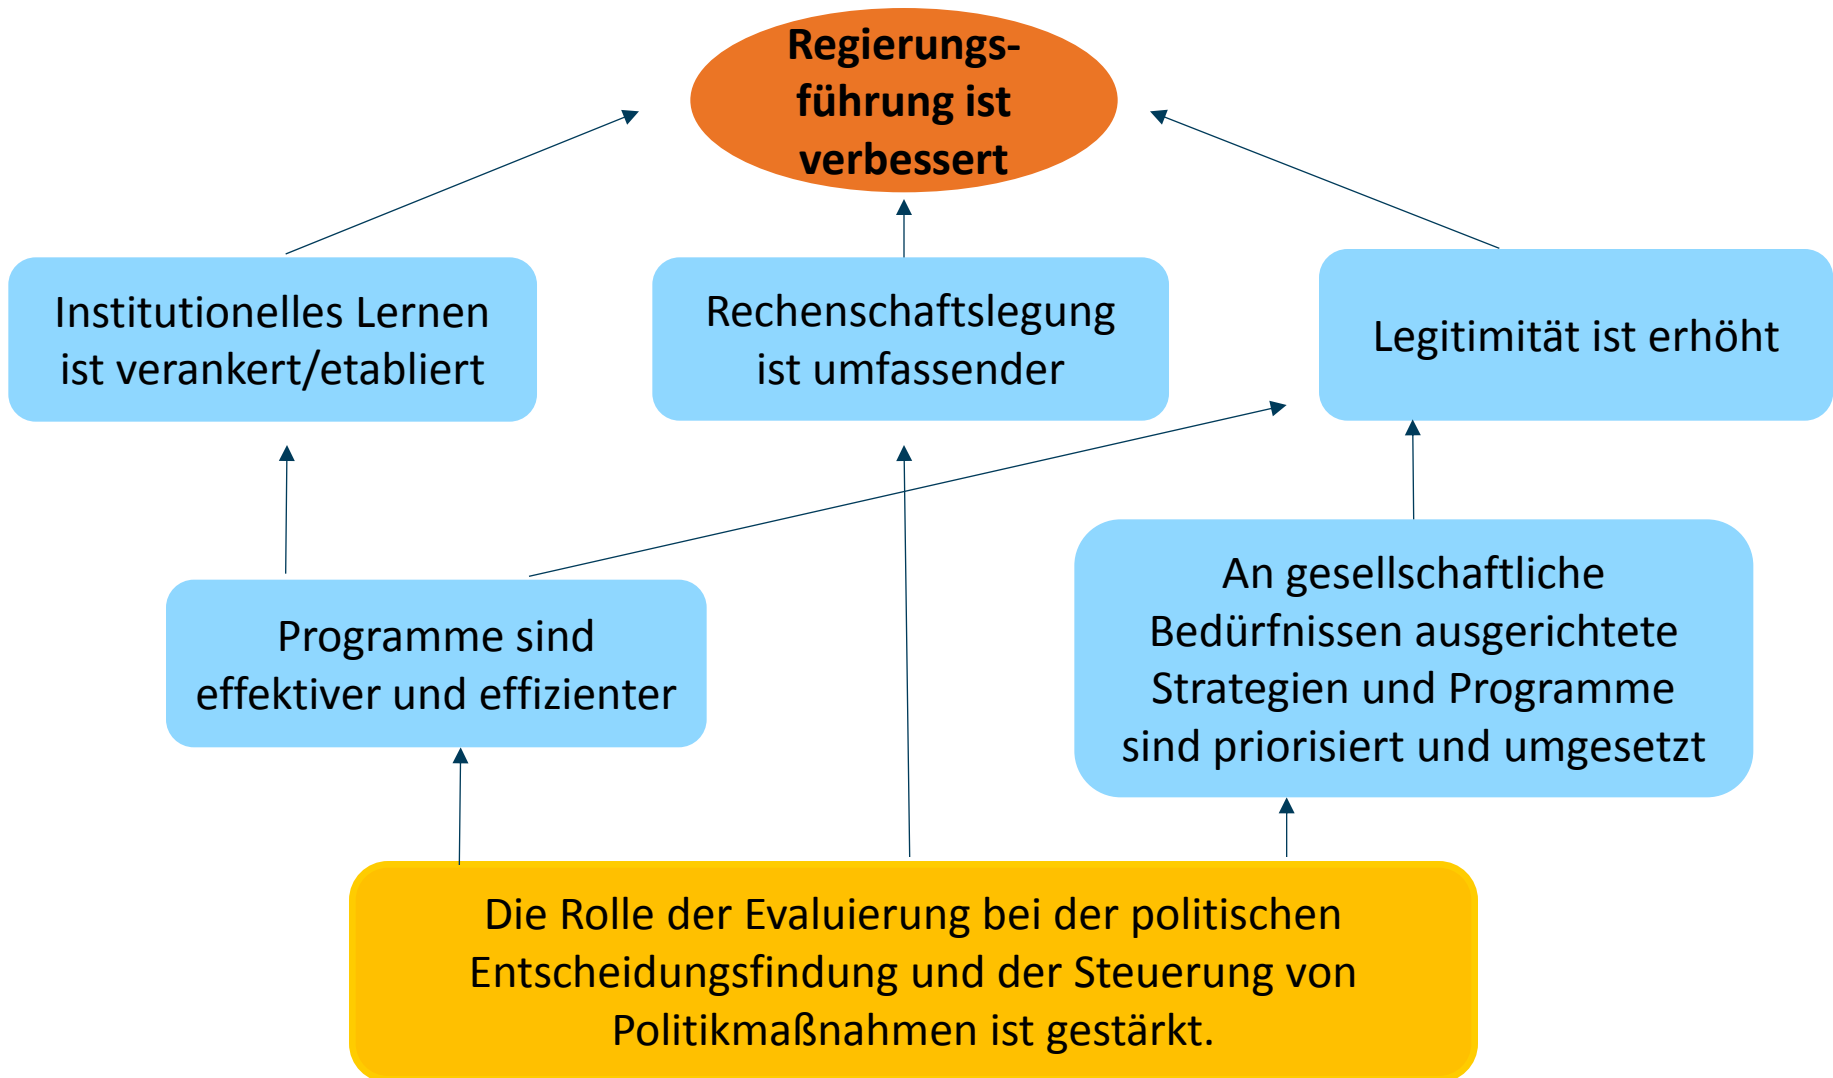 Regierungs-
führung ist
verbessert
Institutionelles Lernen
ist verankert/etabliert
Rechenschaftslegung
ist umfassender
Legitimität ist erhöht
Programme sind
effektiver und effizienter
An gesellschaftliche
Bedürfnissen ausgerichtete
Strategien und Programme
sind priorisiert und umgesetzt
Die Rolle der Evaluierung bei der politischen
Entscheidungsfindung und der Steuerung von
Politikmaßnahmen ist gestärkt.